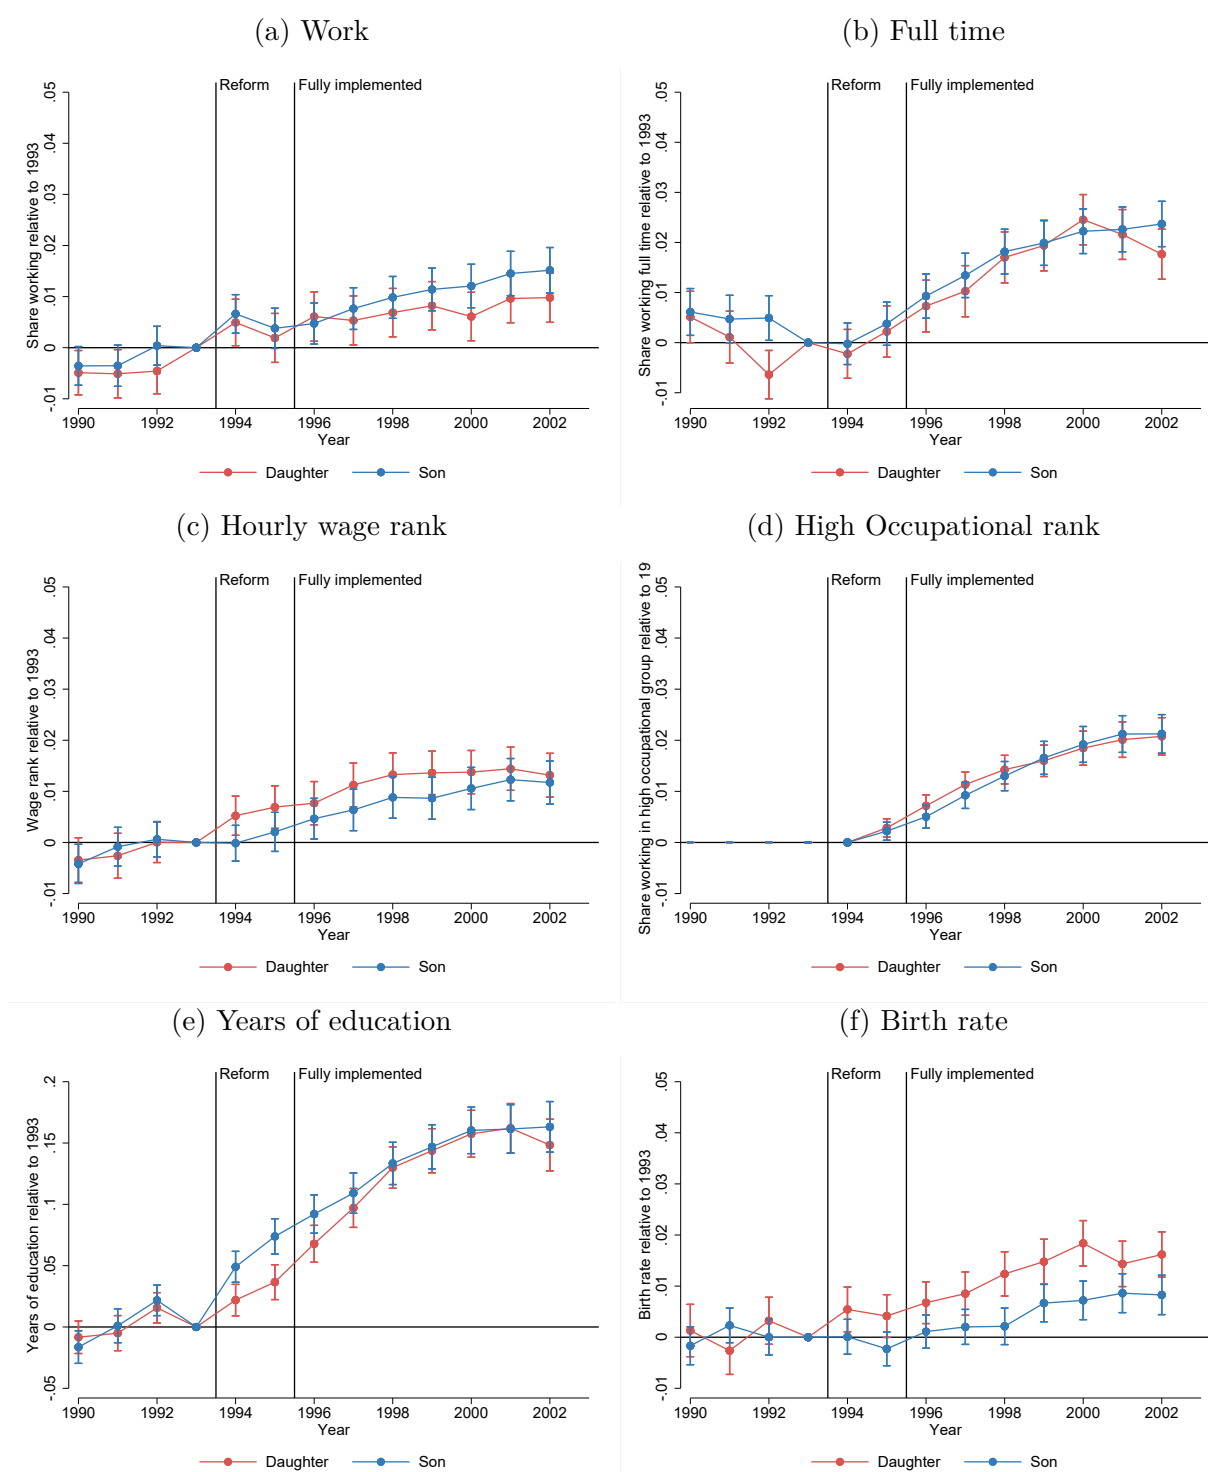 (a) Work
Reform
Fully implemented
Share working relative to 1993
.05
.04
.03
.02
.01
0
-.01
1990
1992
1994
1996
1998
2000
2002
Year
Daughter
Son
(b) Full time
Reform
Fully implemented
Share working full time relative to 1993
.05
.04
.03
.02
.01
0
-.01
1990
1992
1994
1996
1998
2000
2002
Year
Daughter
Son
(c) Hourly wage rank
Reform
Fully implemented
Wage rank relative to 1993
.05
.04
.03
.02
.01
0
-.01
1990
1992
1994
1996
1998
2000
2002
Year
Daughter
Son
(d) High Occupational rank
Reform
Fully implemented
Share working in high occupational group relative to 19
.05
.04
.03
.02
.01
0
-.01
1990
1992
1994
1996
1998
2000
2002
Year
Daughter
Son
(e) Years of education
Reform
Fully implemented
Years of education relative to 1993
.2
.15
.1
.05
0
-.05
1990
1992
1994
1996
1998
2000
2002
Year
Daughter
Son
(f) Birth rate
Reform
Fully implemented
Birth rate relative to 1993
.05
.04
.03
.02
.01
0
-.01
1990
1992
1994
1996
1998
2000
2002
Year
Daughter
Son